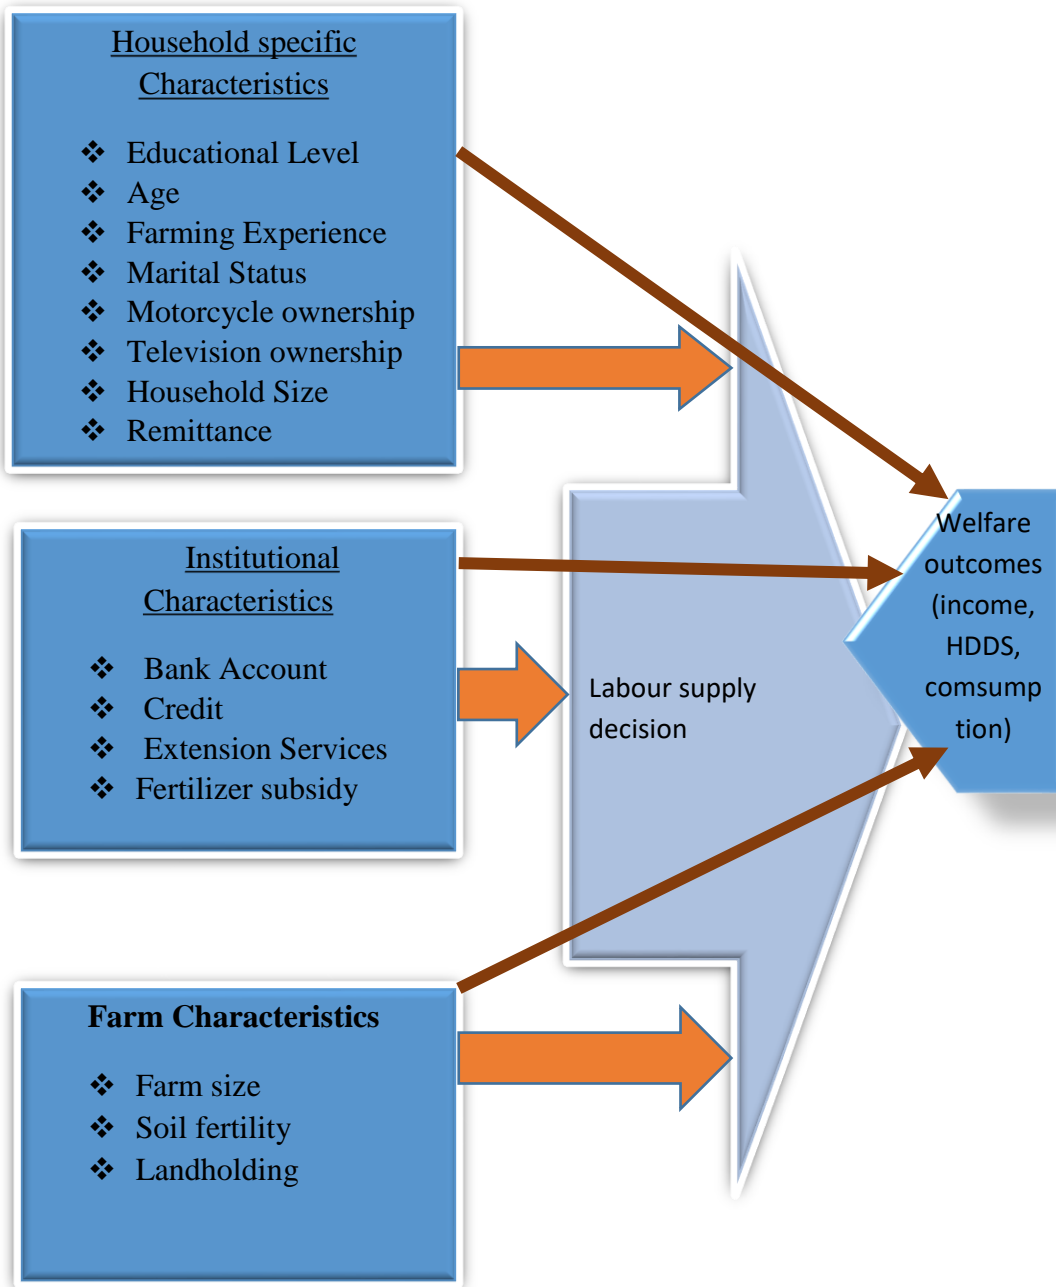 Household specific
Characteristics
❖ Educational Level
❖ Age
❖ Farming Experience
❖ Marital Status
❖ Motorcycle ownership
❖ Television ownership
❖ Household Size
❖ Remittance
Institutional
Characteristics
❖ Bank Account
❖ Credit
❖ Extension Services
❖ Fertilizer subsidy
Farm Characteristics
❖ Farm size
❖ Soil fertility
❖ Landholding
Labour supply
decision
Welfare
outcomes
(income,
HDDS,
comsump
tion)